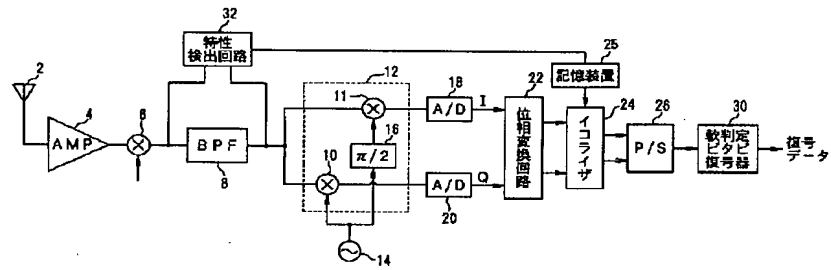 32
特性
検出回路
2
4
AMP
6
BPF
8
12
11
π/2
16
10
14
18
A/D
I
A/D
Q
20
22
位相変換回路
25
記憶装置
24
イコライザ
26
P/S
30
軟判定
ビタビ
復号器
復号
データ